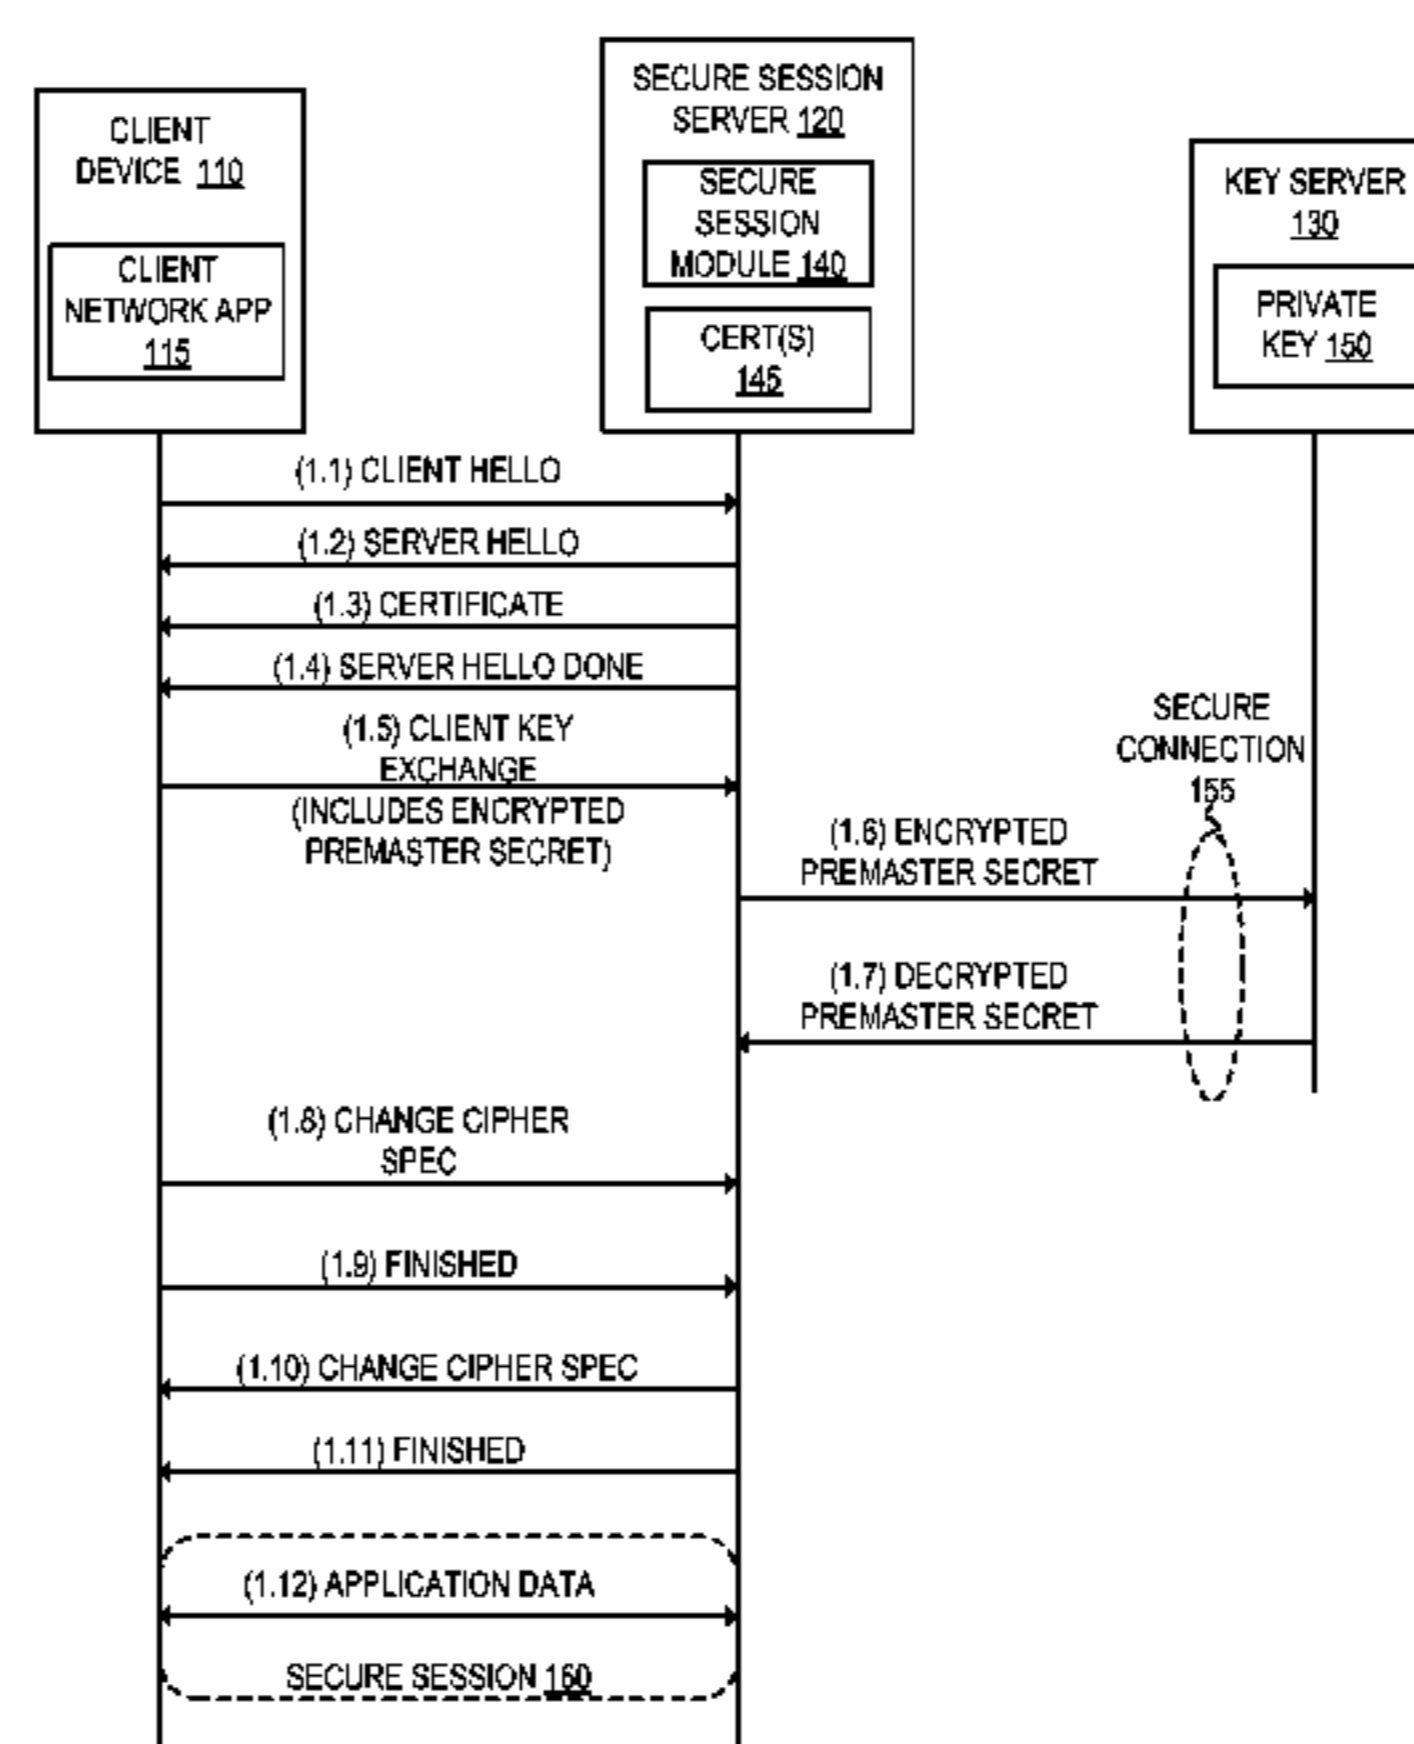 CLIENT
DEVICE 110
CLIENT
NETWORK APP
115
SECURE SESSION
SERVER 120
SECURE
SESSION
MODULE 140
CERT(S)
145
KEY SERVER
130
PRIVATE
KEY 150
(1.1) CLIENT HELLO
(1.2) SERVER HELLO
(1.3) CERTIFICATE
(1.4) SERVER HELLO DONE
(1.5) CLIENT KEY
EXCHANGE
(INCLUDES ENCRYPTED
PREMASTER SECRET)
SECURE
CONNECTION
155
(1.6) ENCRYPTED
PREMASTER SECRET
(1.7) DECRYPTED
PREMASTER SECRET
(1.8) CHANGE CIPHER
SPEC
(1.9) FINISHED
(1.10) CHANGE CIPHER SPEC
(1.11) FINISHED
(1.12) APPLICATION DATA
SECURE SESSION 160